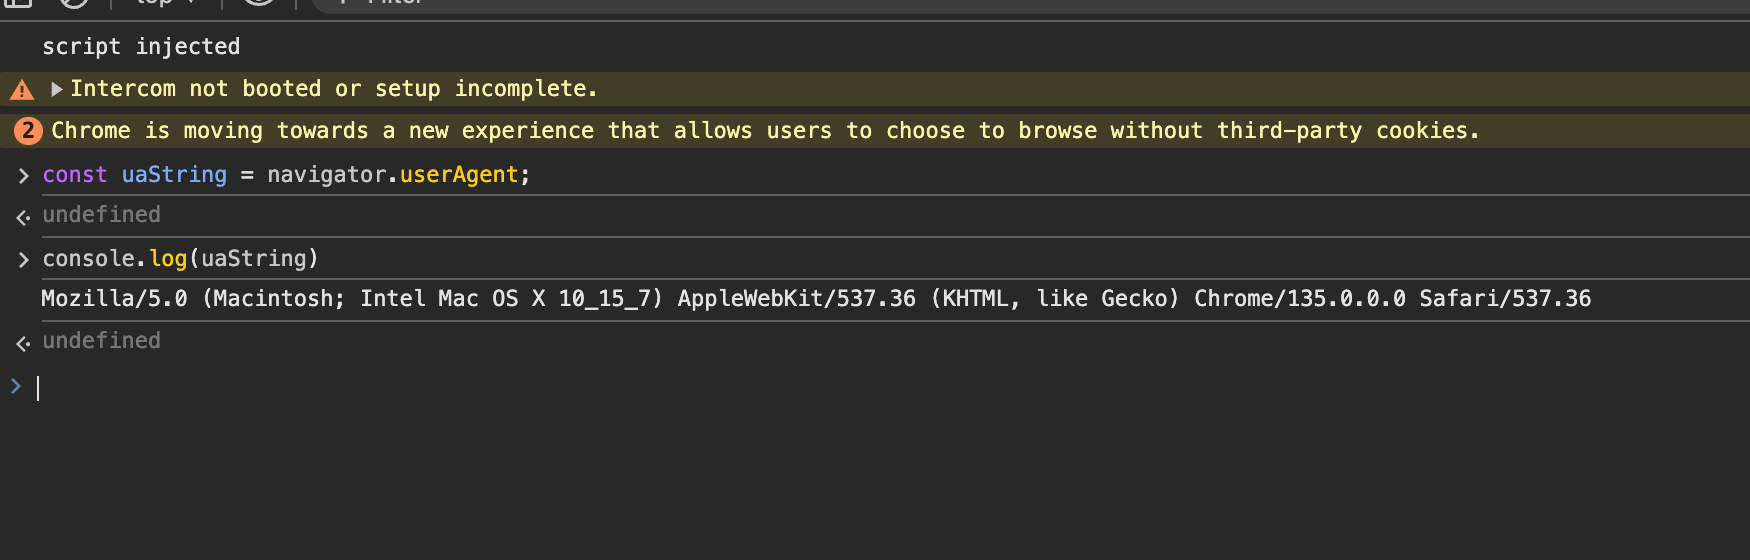 top Filter
script injected
Intercom not booted or setup incomplete.
2 Chrome is moving towards a new experience that allows users to choose to browse without third-party cookies.
> const uaString = navigator.userAgent;
undefined
> console.log(uaString)
Mozilla/5.0 (Macintosh; Intel Mac OS X 10_15_7) AppleWebKit/537.36 (KHTML, like Gecko) Chrome/135.0.0.0 Safari/537.36
undefined
>